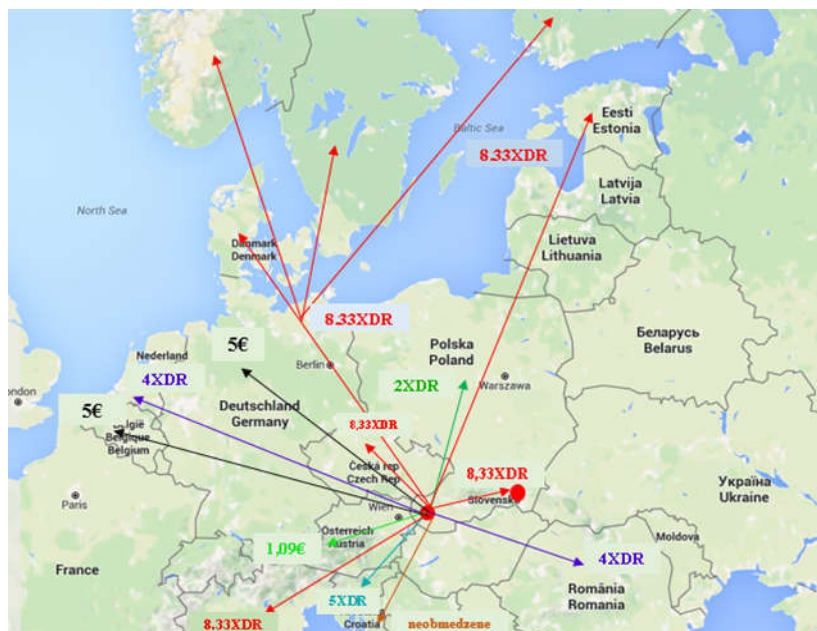 Eesti
Estonia
Baltic Sea
8.33XDR
Latvija
Latvia
North Sea
Danmark
Denmark
Lietuva
Lithuania
8.33XDR
Беларусь
Belarus
Polska
Poland
5€
Nederland
Berlin
4XDR
2XDR
Warszawa
5€
Deutschland
Germany
8,33XDR
lgië
Belgique
Belgium
Česká rep
Czech Rep
8,33XDR
Paris
Slovensk
Україна
Ukraine
Wien
Österreich
Austria
1,09€
Moldova
4XDR
France
România
Romania
5XDR
8.33XDR
Croatia
neobmedzene